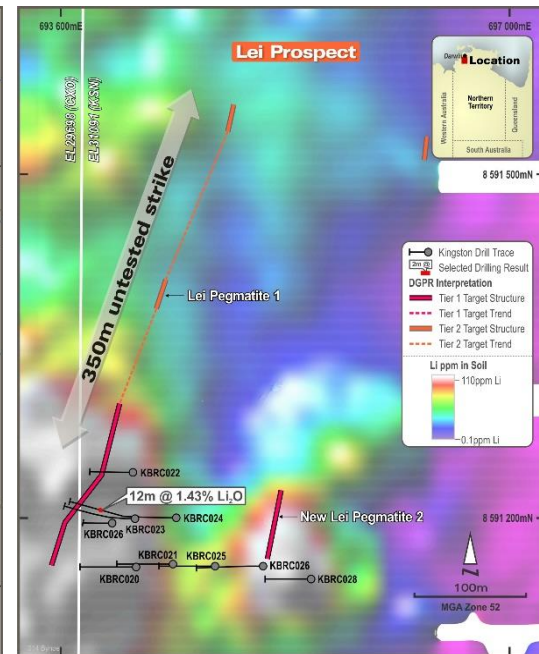 693 600mE
697 000mE
Lei Prospect
Location
Darwin
Northern
Territory
Western Australia
Queensland
South Australia
EL29698 (CXO)
EL31091 (KSN)
8 591 500mN
350m untested strike
Lei Pegmatite 1
Kingston Drill Trace
2m @
Selected Drilling Result
DGPR Interpretation
Tier 1 Target Structure
Tier 1 Target Trend
Tier 2 Target Structure
Tier 2 Target Trend
Li ppm in Soil
110ppm Li
0.1ppm Li
KBRC022
12m @ 1.43% Li₂O
KBRC024
KBRC023
KBRC026
New Lei Pegmatite 2
8 591 200mN
KBRC021
KBRC025
KBRC026
KBRC020
KBRC028
N
100m
MGA Zone 52